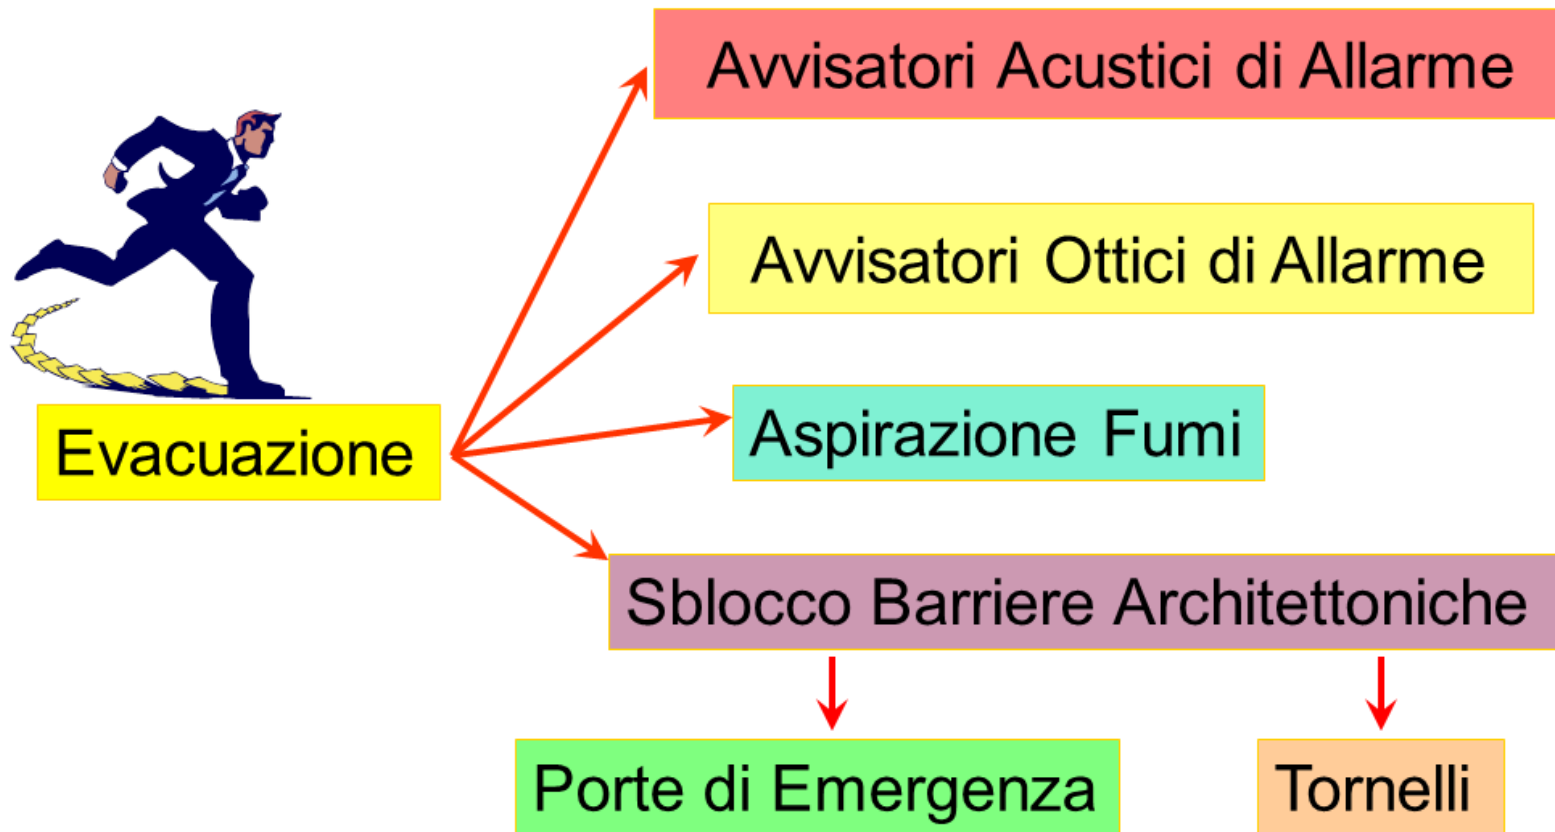 Avvisatori Acustici di Allarme
Avvisatori Ottici di Allarme
Evacuazione
Aspirazione Fumi
Sblocco Barriere Architettoniche
Porte di Emergenza
Tornelli